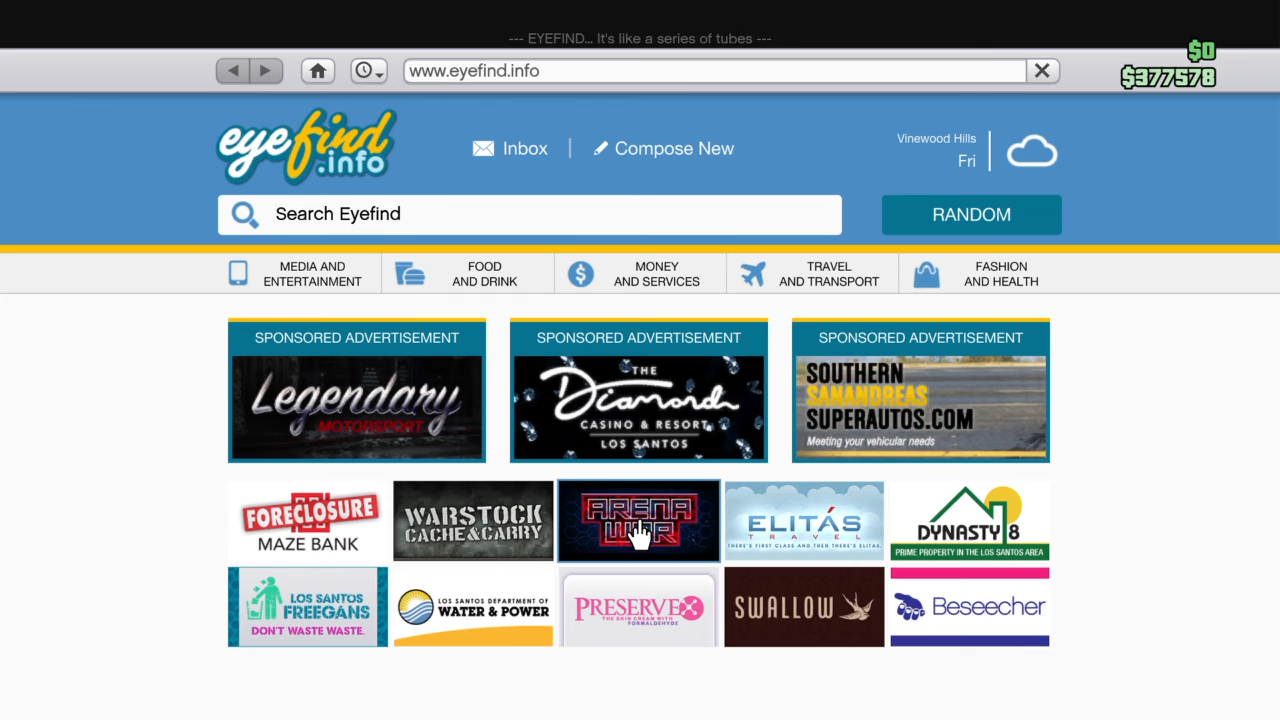 --- EYEFIND... It's like a series of tubes ---
$0
www.eyefind.info
$377578
eyefind
.info
Inbox
Compose New
Vinewood Hills
Fri
Search Eyefind
RANDOM
MEDIA AND
ENTERTAINMENT
FOOD
AND DRINK
MONEY
AND SERVICES
TRAVEL
AND TRANSPORT
FASHION
AND HEALTH
SPONSORED ADVERTISEMENT
Legendary
MOTORSPORT
SPONSORED ADVERTISEMENT
THE
Diamond
CASINO & RESORT
LOS SANTOS
SPONSORED ADVERTISEMENT
SOUTHERN
SANANDREAS
SUPERAUTOS.COM
Meeting your vehicular needs
FORECLOSURE
MAZE BANK
WARSTOCK
CACHE&CARRY
ARENA
WAR
ELITÁS
TRAVEL
THERE'S FIRST CLASS AND THEN THERE'S ELITAS.
DYNASTY 8
PRIME PROPERTY IN THE LOS SANTOS AREA
LOS SANTOS
FREEGANS
DON'T WASTE WASTE.
LOS SANTOS DEPARTMENT OF
WATER & POWER
PRESERVEX
THE SKIN CREAM WITH
FORMALDEHYDE
SWALLOW
Beseecher